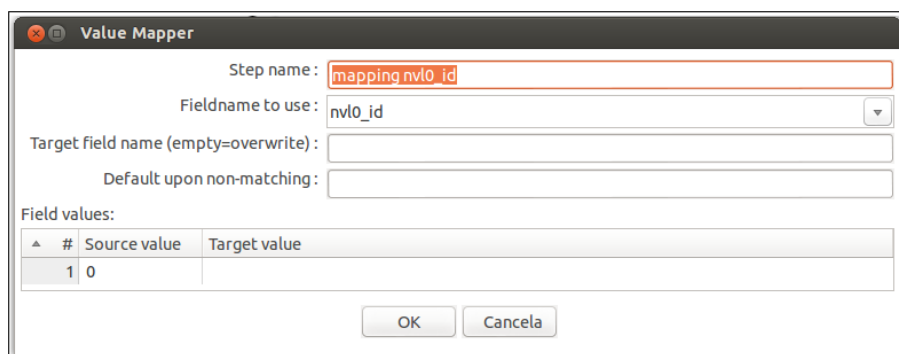 Value Mapper
Step name : mapping nvl0_id
Fieldname to use : nvl0_id
Target field name (empty=overwrite) :
Default upon non-matching :
Field values:
# Source value Target value
1 0
OK Cancela